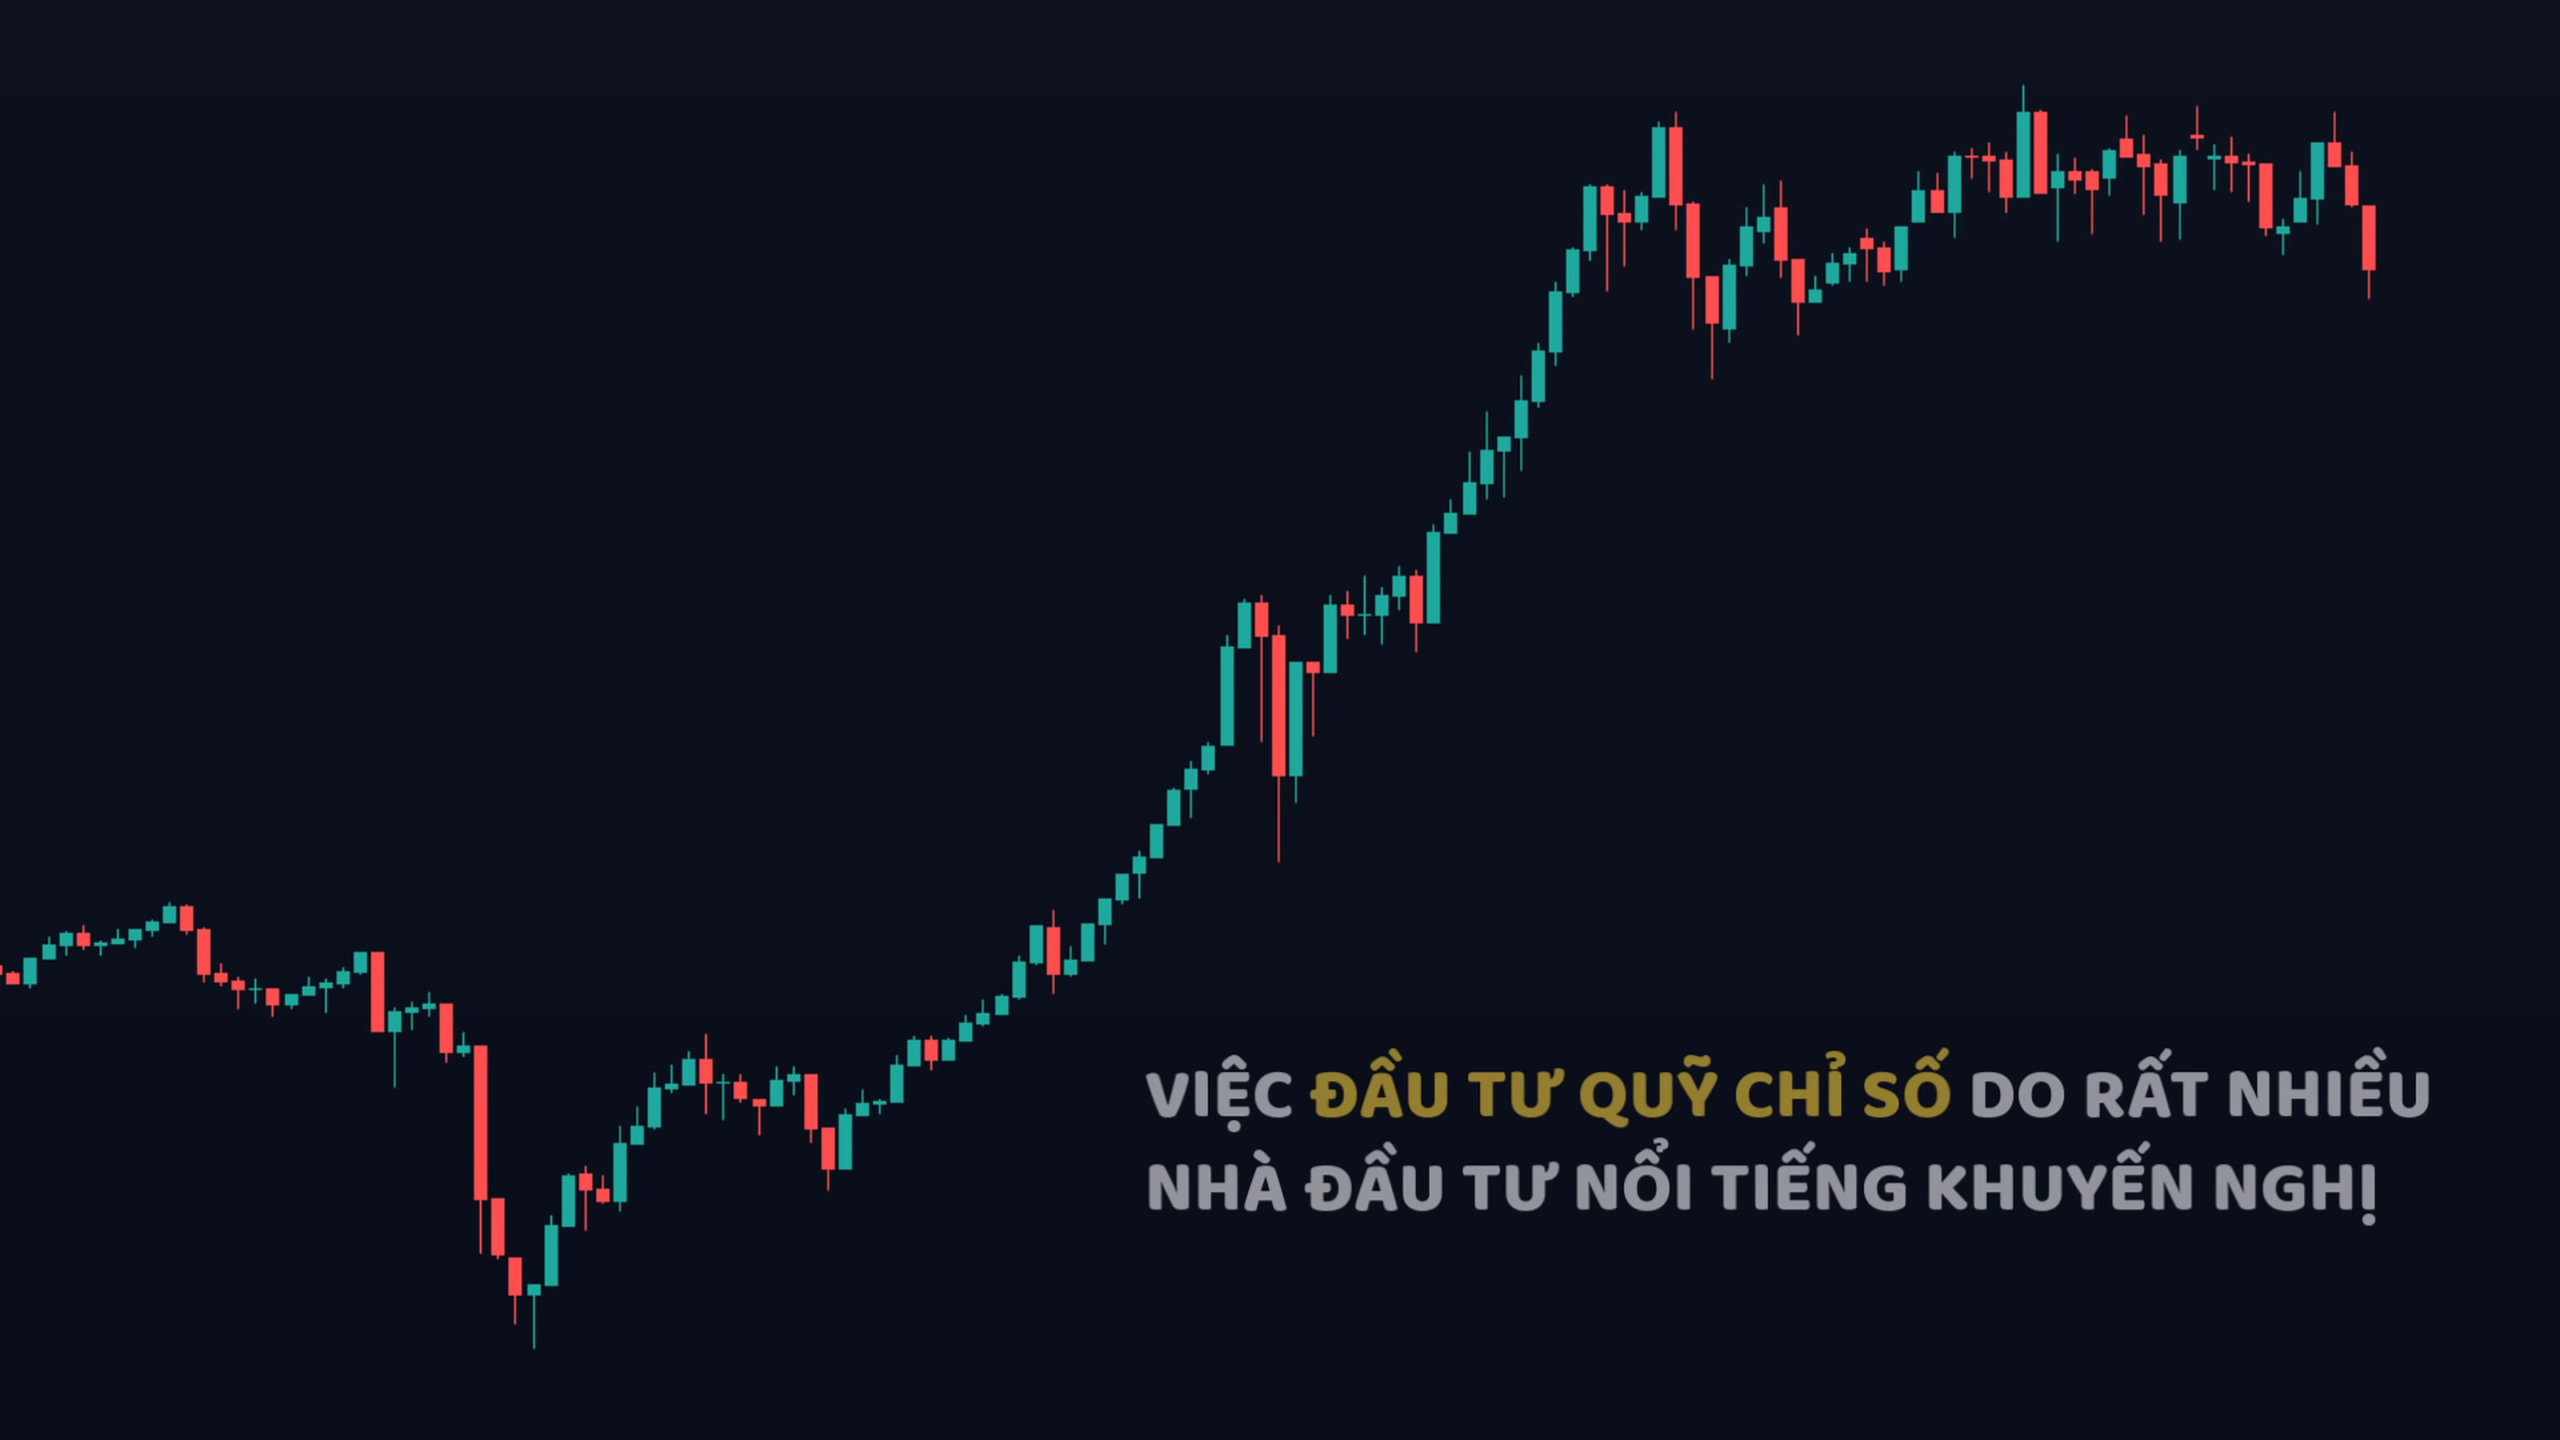 VIỆC ĐẦU TƯ QUỸ CHỈ SỐ DO RẤT NHIỀU
NHÀ ĐẦU TƯ NỔI TIẾNG KHUYẾN NGHỊ